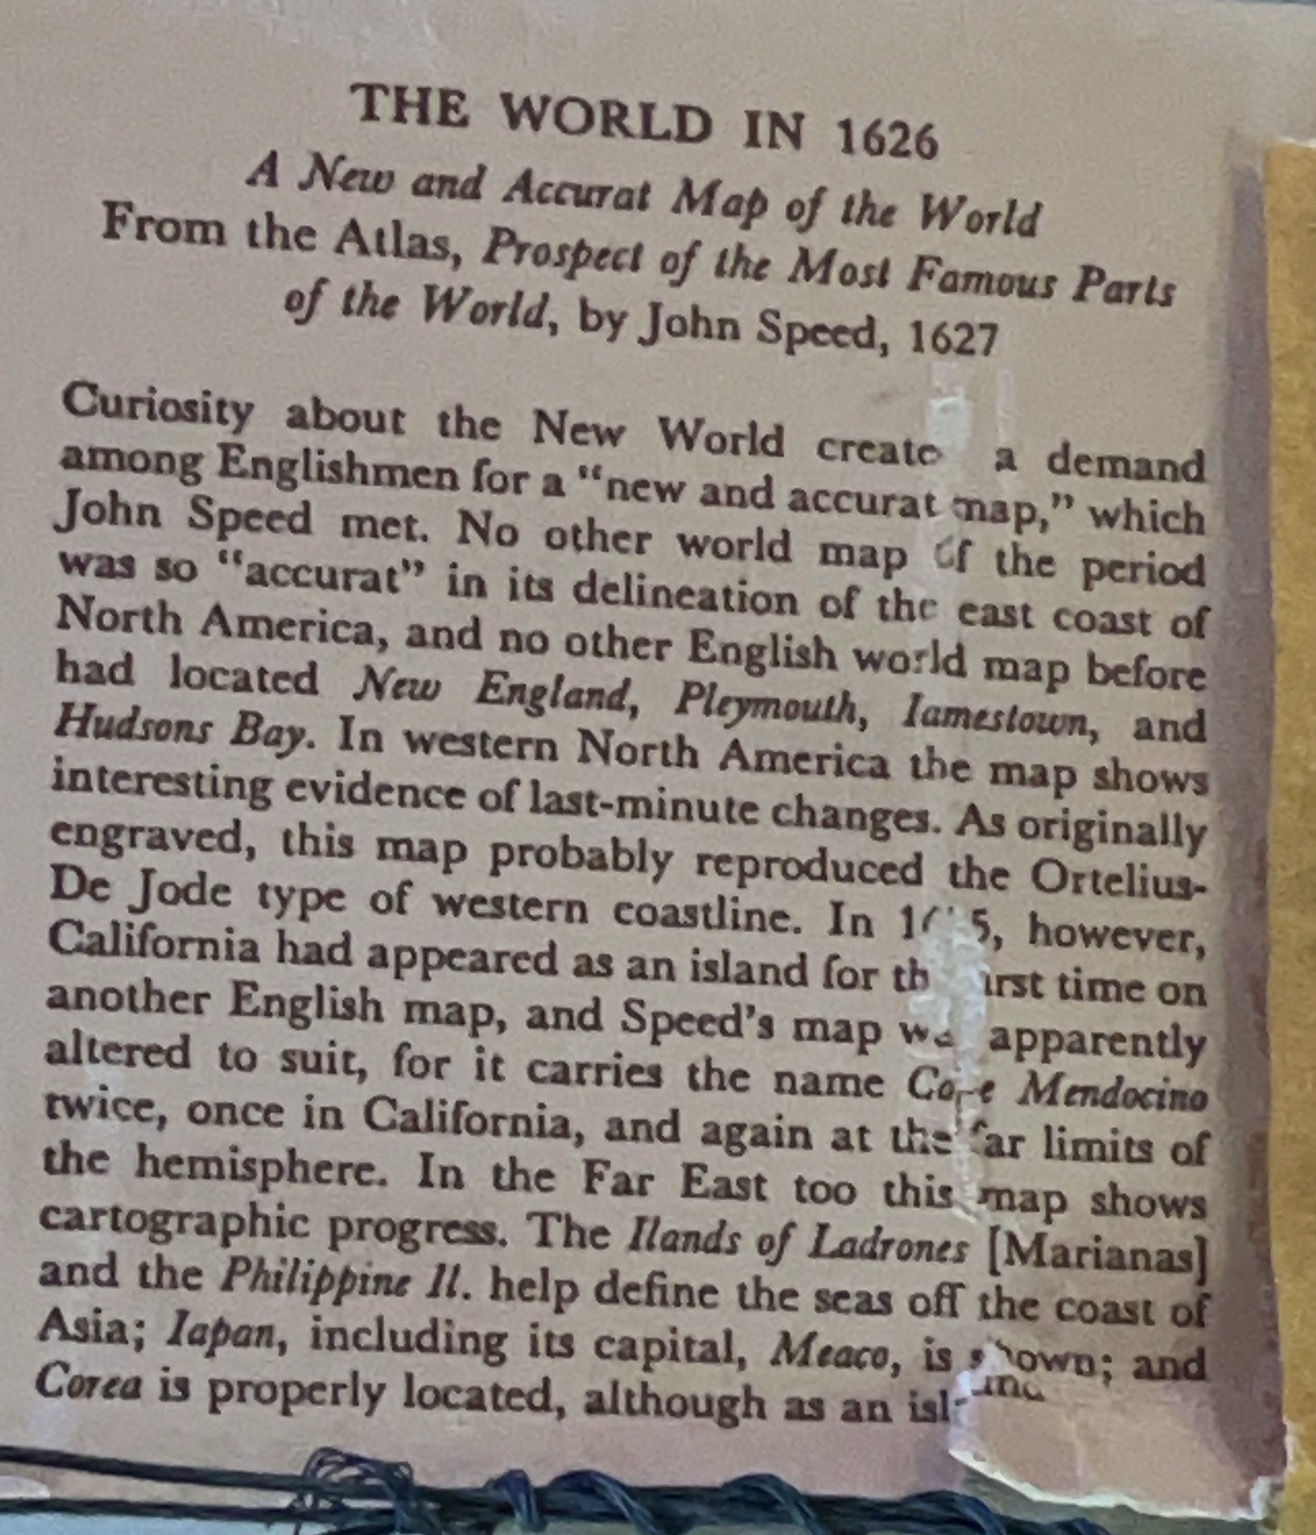 THE WORLD IN 1626
A New and Accurat Map of the World
From the Atlas, Prospect of the Most Famous Parts
of the World, by John Speed, 1627
Curiosity about the New World create a demand
among Englishmen for a "new and accurat map," which
John Speed met. No other world map of the period
was so "accurat" in its delineation of the east coast of
North America, and no other English world map before
had located New England, Pleymouth, Iamestown, and
Hudsons Bay. In western North America the map shows
interesting evidence of last-minute changes. As originally
engraved, this map probably reproduced the Ortelius-
De Jode type of western coastline. In however,
California had appeared as an island for time on
another English map, and Speed's map was apparently
altered to suit, for it carries the name Cape Mendocino
twice, once in California, and again at the far limits of
the hemisphere. In the Far East too this map shows
cartographic progress. The Ilands of Ladrones [Marianas]
and the Philippine Il. help define the seas off the coast of
Asia; Iapan, including its capital, Meaco, is shown; and
Corea is properly located, although as an island